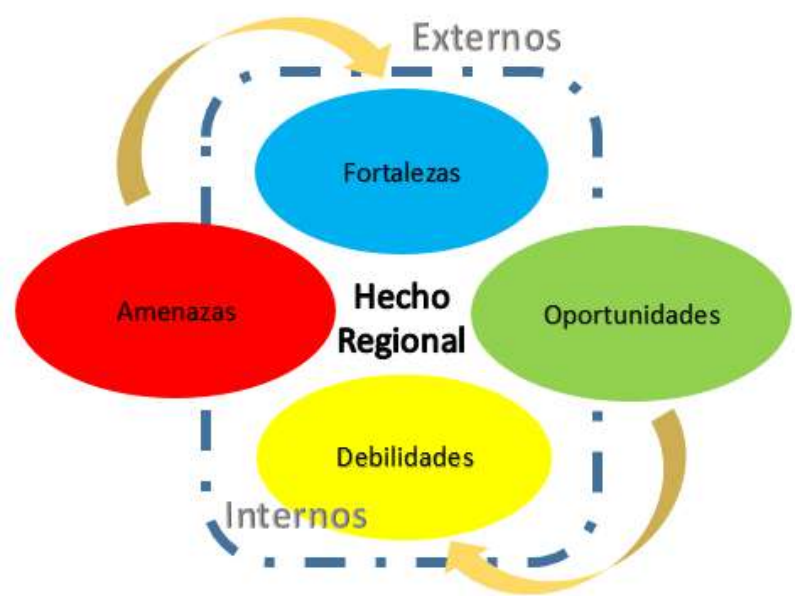 Externos
Fortalezas
Amenazas
Hecho
Regional
Oportunidades
Debilidades
Internos